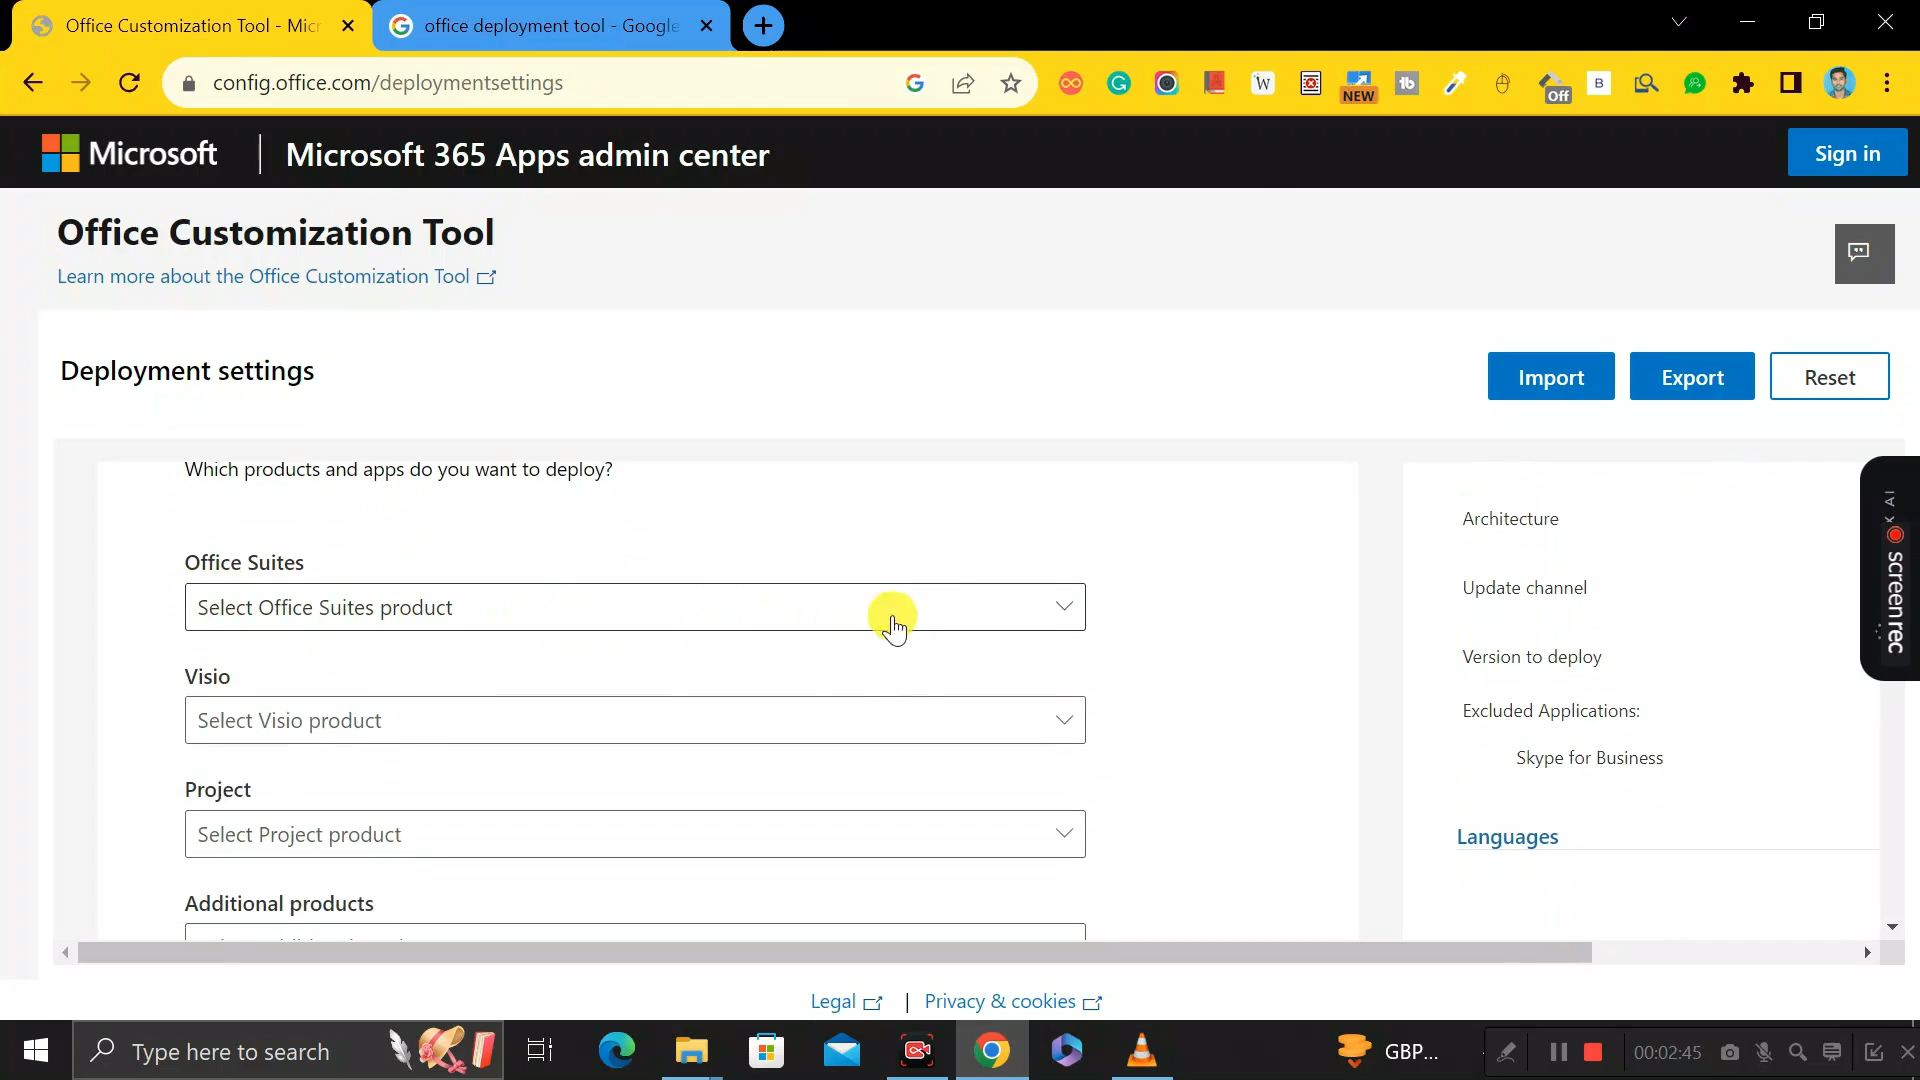 Office Customization Tool - Micr
office deployment tool - Google
config.office.com/deploymentsettings
NEW
Off
Microsoft
Microsoft 365 Apps admin center
Sign in
Office Customization Tool
Learn more about the Office Customization Tool
Deployment settings
Import
Export
Reset
Which products and apps do you want to deploy?
Office Suites
Select Office Suites product
Visio
Select Visio product
Project
Select Project product
Additional products
Architecture
Update channel
Version to deploy
Excluded Applications:
Skype for Business
Languages
screenrec
Legal
|
Privacy & cookies
Type here to search
GBP...
00:02:45